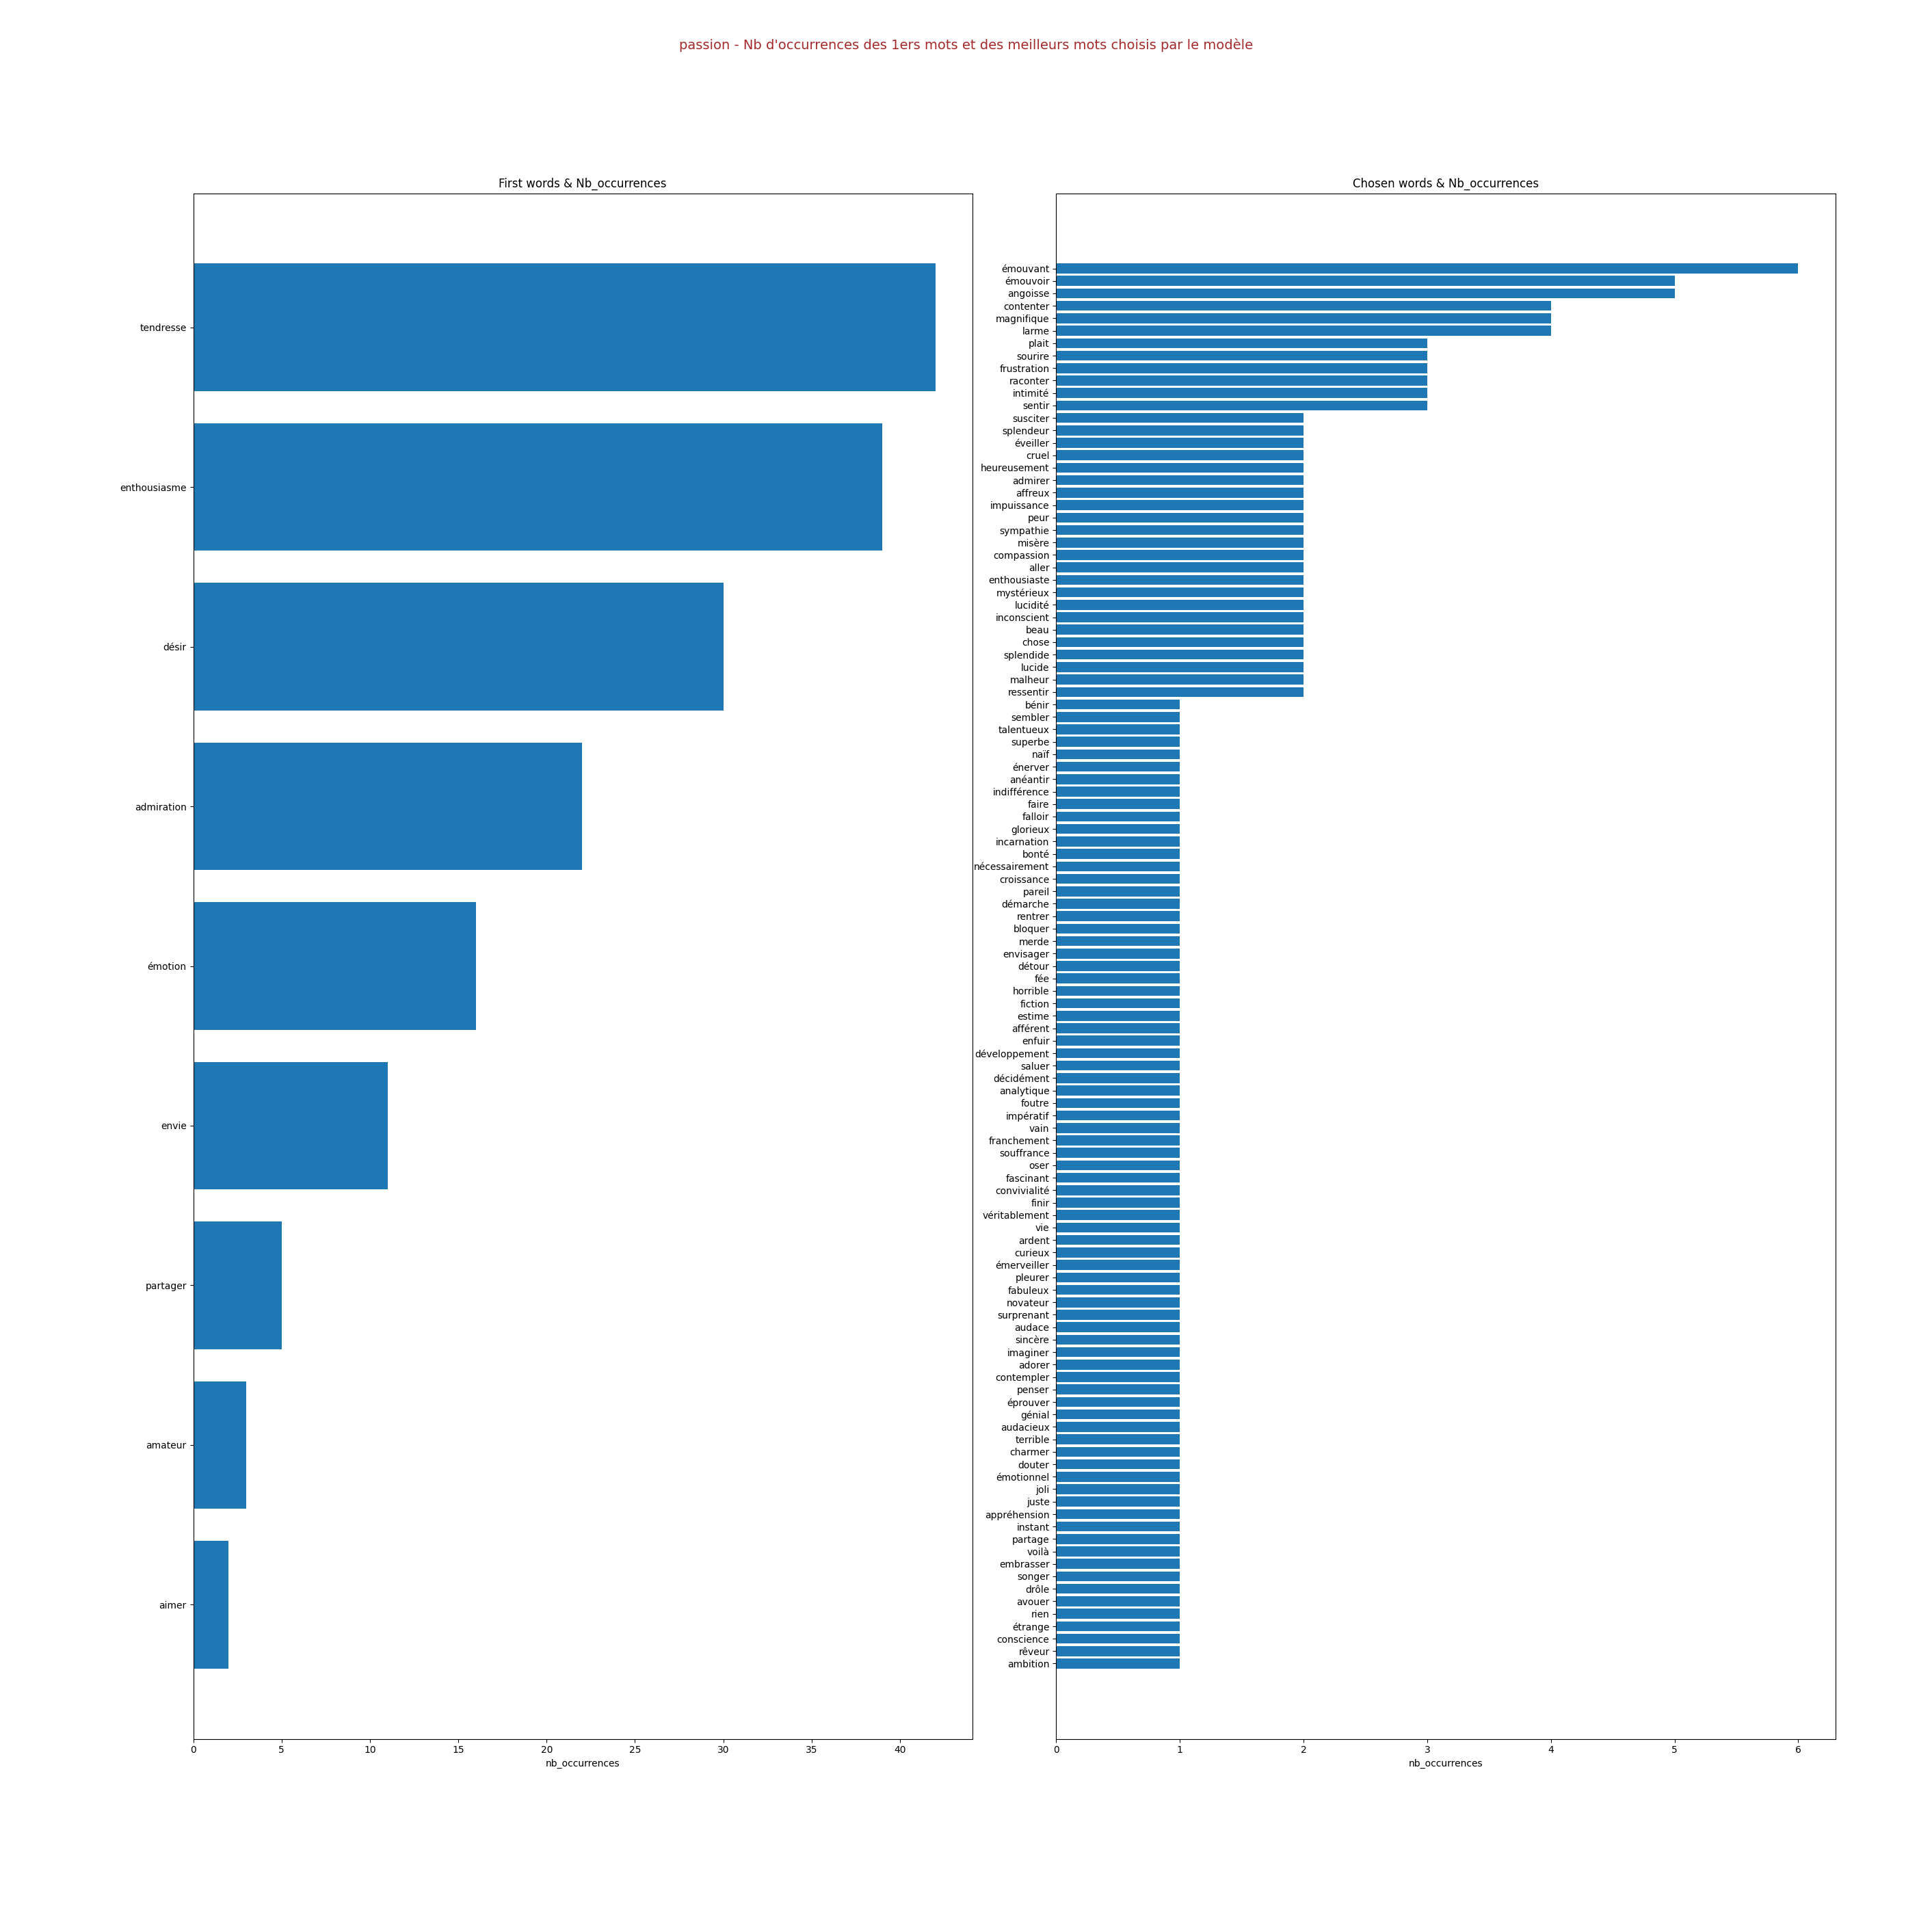 passion - Nb d'occurrences des 1ers mots et des meilleurs mots choisis par le modèle
First words & Nb_occurrences
tendresse
enthousiasme
désir
admiration
émotion
envie
partager
amateur
aimer
0 5 10 15 20 25 30 35 40
nb_occurrences
Chosen words & Nb_occurrences
émouvant
émouvoir
angoisse
contenter
magnifique
larme
plait
sourire
frustration
raconter
intimité
sentir
susciter
splendeur
éveiller
cruel
heureusement
admirer
affreux
impuissance
peur
sympathie
misère
compassion
aller
enthousiaste
mystérieux
lucidité
inconscient
beau
chose
splendide
lucide
malheur
ressentir
bénir
sembler
talentueux
superbe
naïf
énerver
anéantir
indifférence
faire
falloir
glorieux
incarnation
bonté
nécessairement
croissance
pareil
démarche
rentrer
bloquer
merde
envisager
détour
fée
horrible
fiction
estime
afférent
enfuir
développement
saluer
décidément
analytique
foutre
impératif
vain
franchement
souffrance
oser
fascinant
convivialité
finir
véritablement
vie
ardent
curieux
émerveiller
pleurer
fabuleux
novateur
surprenant
audace
sincère
imaginer
adorer
contempler
penser
éprouver
génial
audacieux
terrible
charmer
douter
émotionnel
joli
juste
appréhension
instant
partage
voilà
embrasser
songer
drôle
avouer
rien
étrange
conscience
rêveur
ambition
0 1 2 3 4 5 6
nb_occurrences